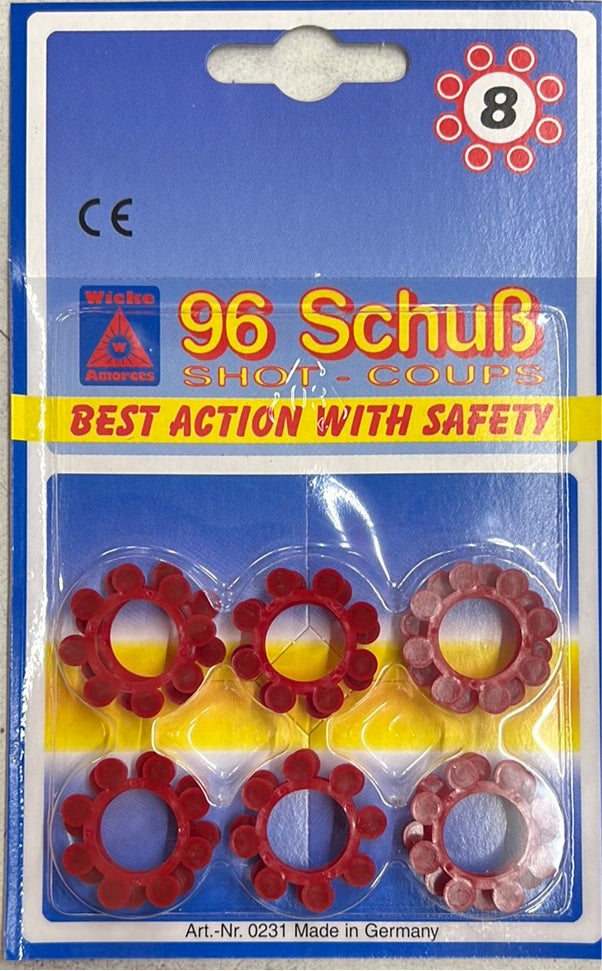 8
CE
Wicke
W
Amorces
96 Schuß
SHOT - COUPS
BEST ACTION WITH SAFETY
Art.-Nr. 0231 Made in Germany